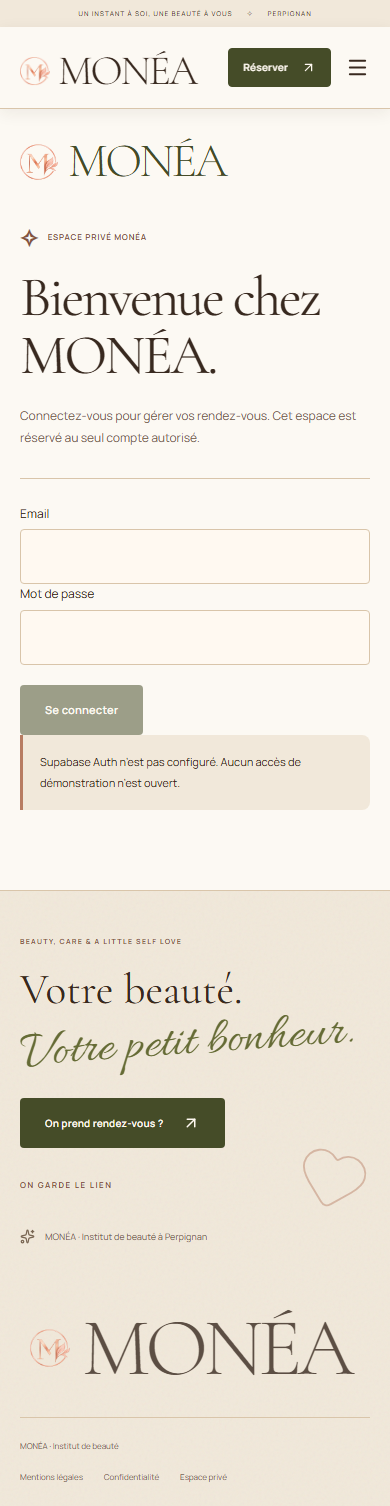 UN INSTANT À SOI, UNE BEAUTÉ À VOUS ✧ PERPIGNAN
M MONÉA
Réserver
M MONÉA
ESPACE PRIVÉ MONÉA
Bienvenue chez
MONÉA.
Connectez-vous pour gérer vos rendez-vous. Cet espace est
réservé au seul compte autorisé.
Email
Mot de passe
Se connecter
Supabase Auth n'est pas configuré. Aucun accès de
démonstration n'est ouvert.
BEAUTY, CARE & A LITTLE SELF LOVE
Votre beauté.
Votre petit bonheur.
On prend rendez-vous ?
ON GARDE LE LIEN
MONÉA · Institut de beauté à Perpignan
M MONÉA
MONÉA · Institut de beauté
Mentions légales Confidentialité Espace privé